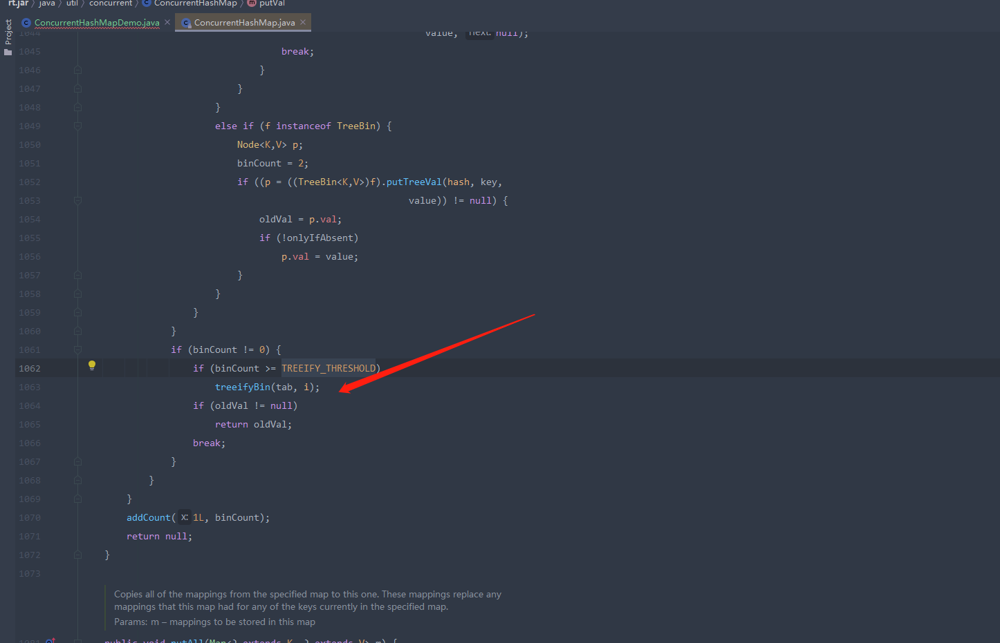 rt.jar › java › util › concurrent › ConcurrentHashMap › putVal
Project
ConcurrentHashMapDemo.java × ConcurrentHashMap.java ×
1044 value, next: null);
1045 break;
1046 }
1047 }
1048 }
1049 else if (f instanceof TreeBin) {
1050 Node<K,V> p;
1051 binCount = 2;
1052 if ((p = ((TreeBin<K,V>)f).putTreeVal(hash, key,
1053 value)) != null) {
1054 oldVal = p.val;
1055 if (!onlyIfAbsent)
1056 p.val = value;
1057 }
1058 }
1059 }
1060 }
1061 if (binCount != 0) {
1062 if (binCount >= TREEIFY_THRESHOLD)
1063 treeifyBin(tab, i);
1064 if (oldVal != null)
1065 return oldVal;
1066 break;
1067 }
1068 }
1069 }
1070 addCount( x: 1L, binCount);
1071 return null;
1072 }
1073
Copies all of the mappings from the specified map to this one. These mappings replace any
mappings that this map had for any of the keys currently in the specified map.
Params: m – mappings to be stored in this map
1081 public void putAll(Map<? extends K, ? extends V> m) {